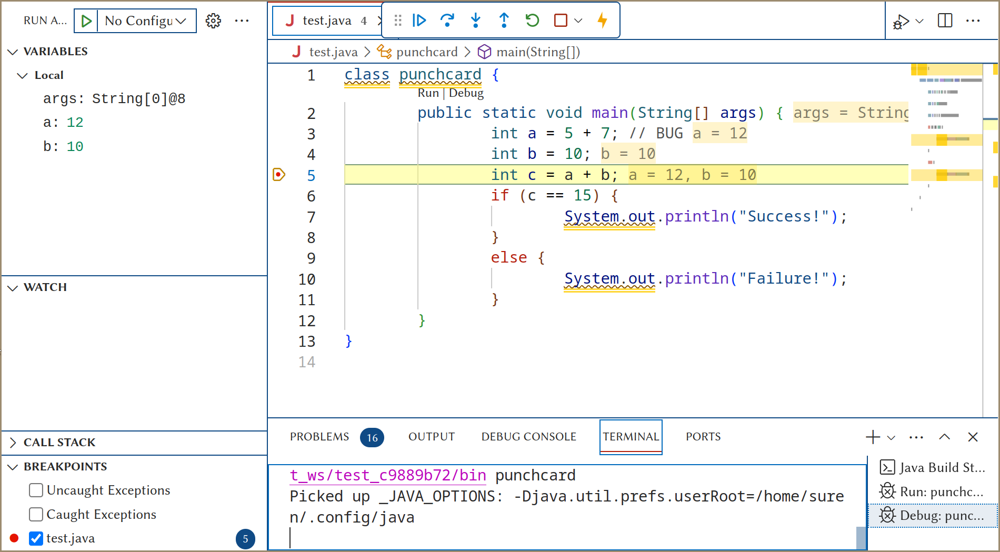 RUN A...
No Configu
VARIABLES
Local
args: String[0]@8
a: 12
b: 10
WATCH
CALL STACK
BREAKPOINTS
Uncaught Exceptions
Caught Exceptions
test.java
5
test.java 4
test.java > punchcard > main(String[])
1 class punchcard {
Run | Debug
2 public static void main(String[] args) { args = String
3 int a = 5 + 7; // BUG a = 12
4 int b = 10; b = 10
5 int c = a + b; a = 12, b = 10
6 if (c == 15) {
7 System.out.println("Success!");
8 }
9 else {
10 System.out.println("Failure!");
11 }
12 }
13 }
14
PROBLEMS 16 OUTPUT DEBUG CONSOLE TERMINAL PORTS
t_ws/test_c9889b72/bin punchcard
Picked up _JAVA_OPTIONS: -Djava.util.prefs.userRoot=/home/sure
n/.config/java
Java Build St...
Run: punchc...
Debug: punc...